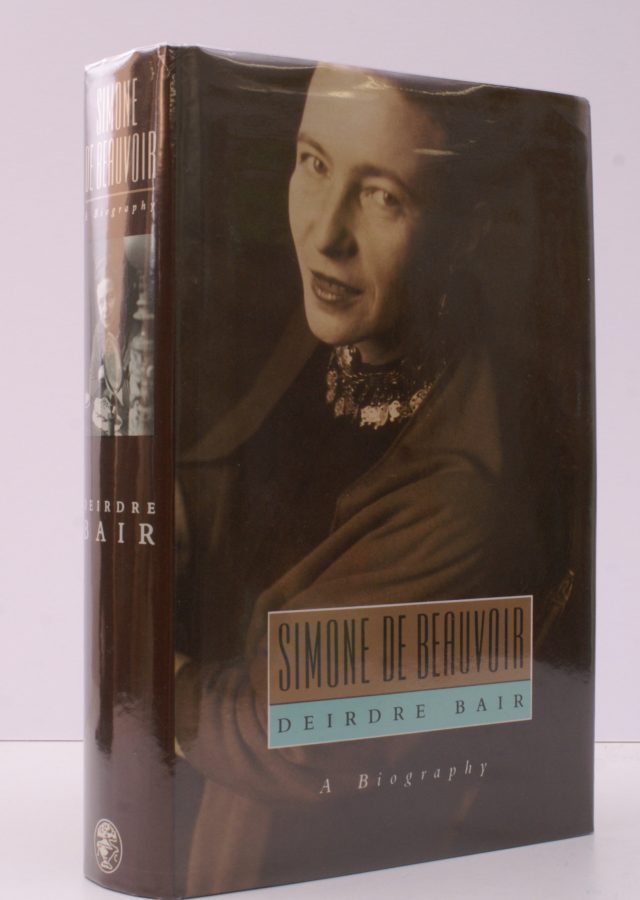 SIMONE
DE BEAUVOIR
A Biography
DEIRDRE
BAIR
SIMONE DE BEAUVOIR
DEIRDRE BAIR
A Biography